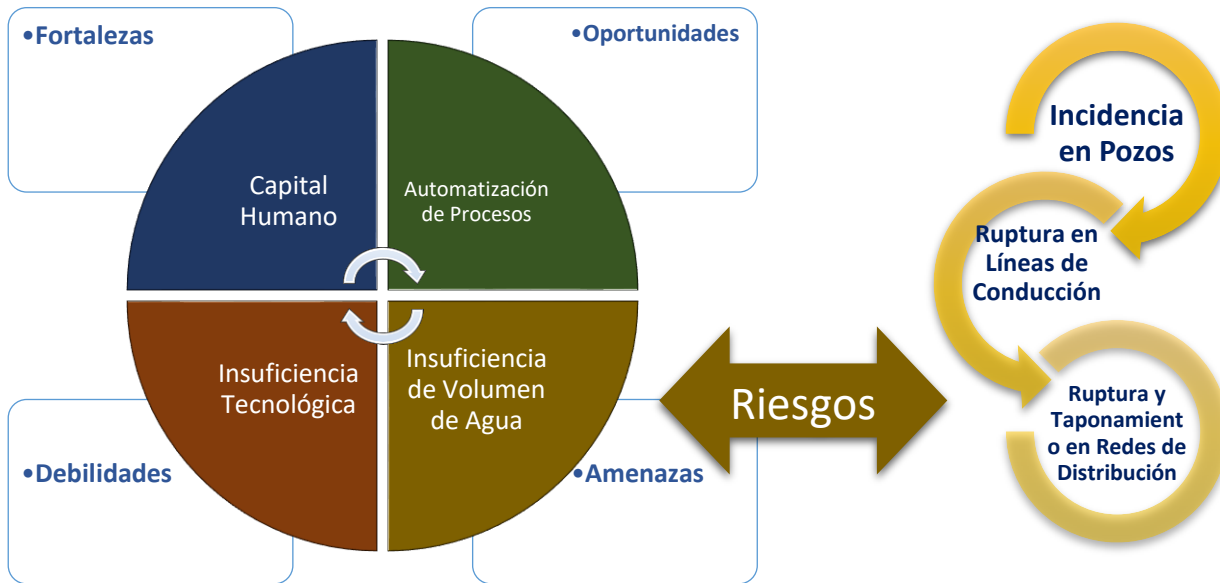 •Fortalezas
•Oportunidades
Capital
Humano
Automatización
de Procesos
Insuficiencia
Tecnológica
Insuficiencia
de Volumen
de Agua
•Debilidades
•Amenazas
Riesgos
Incidencia
en Pozos
Ruptura en
Líneas de
Conducción
Ruptura y
Taponamient
o en Redes de
Distribución